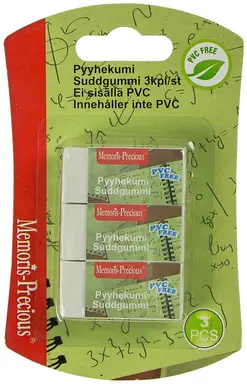 PVC FREE
Pyyhekumi
Suddgummi 3kpl/st
Ei sisällä PVC
Innehåller inte PVC
Memoris-Precious®
Memoris-Precious®
PVC FREE
Pyyhekumi
Suddgummi
Memoris-Precious®
PVC FREE
Pyyhekumi
Suddgummi
Memoris-Precious®
PVC FREE
Pyyhekumi
Suddgummi
3
PCS